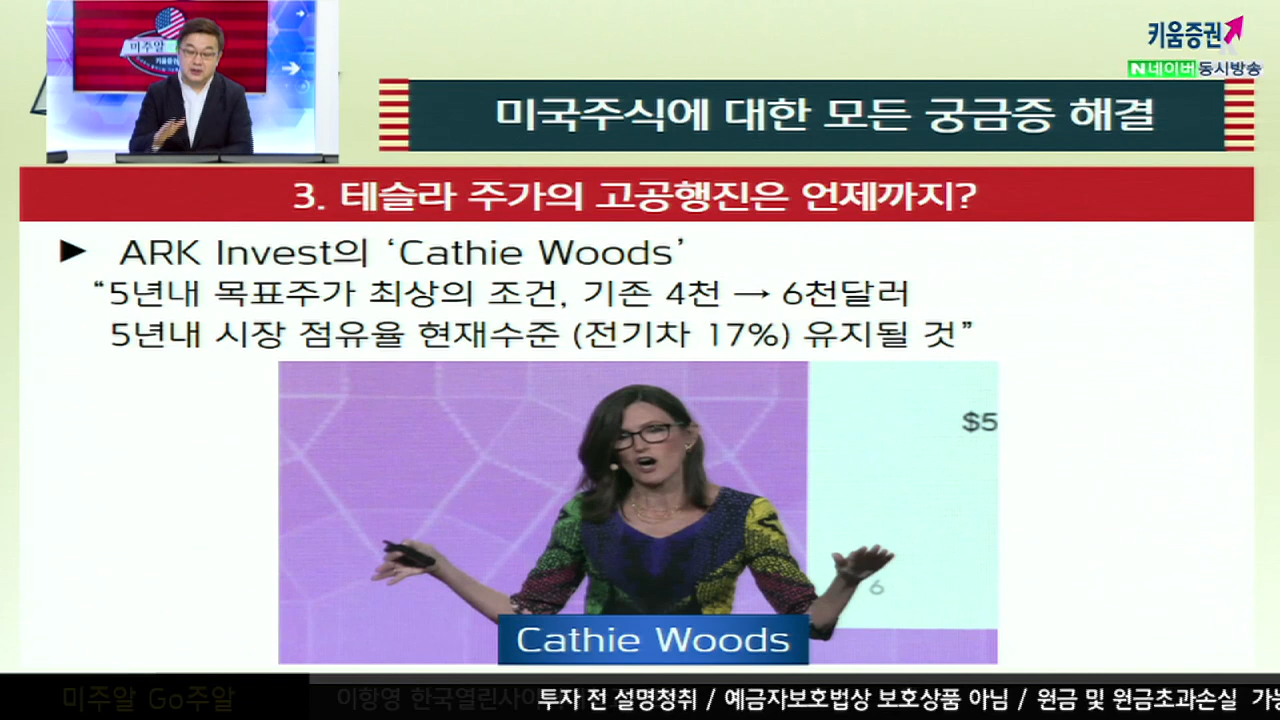 미주알
키움증권
키움증권
N 네이버 동시방송
미국주식에 대한 모든 궁금증 해결
3. 테슬라 주가의 고공행진은 언제까지?
► ARK Invest의 ‘Cathie Woods’
“5년내 목표주가 최상의 조건, 기존 4천 → 6천달러
5년내 시장 점유율 현재수준 (전기차 17%) 유지될 것”
$5
6
Cathie Woods
미주알 Go주알
이항영 한국열린사이
투자 전 설명청취 / 예금자보호법상 보호상품 아님 / 원금 및 원금초과손실 가능